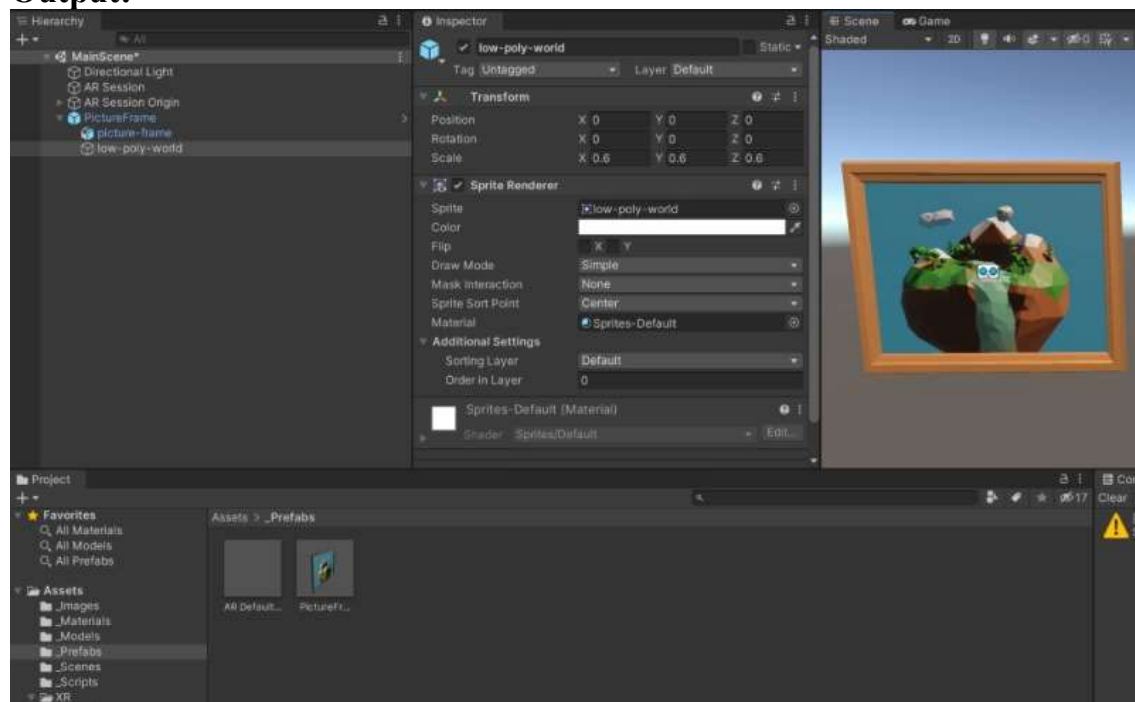 Output:
Hierarchy
All
MainScene*
Directional Light
AR Session
AR Session Origin
PictureFrame
picture-frame
low-poly-world
Inspector
low-poly-world
Static
Tag Untagged Layer Default
Transform
Position X 0 Y 0 Z 0
Rotation X 0 Y 0 Z 0
Scale X 0.6 Y 0.6 Z 0.6
Sprite Renderer
Sprite low-poly-world
Color
Flip X Y
Draw Mode Simple
Mask Interaction None
Sprite Sort Point Center
Material Sprites-Default
Additional Settings
Sorting Layer Default
Order in Layer 0
Sprites-Default (Material)
Shader Sprites/Default Edit...
Scene Game
Shaded 2D 0
Project
17
Favorites
All Materials
All Models
All Prefabs
Assets
_Images
_Materials
_Models
_Prefabs
_Scenes
_Scripts
XR
Assets > _Prefabs
AR Default... PictureFr...
Con
Clear